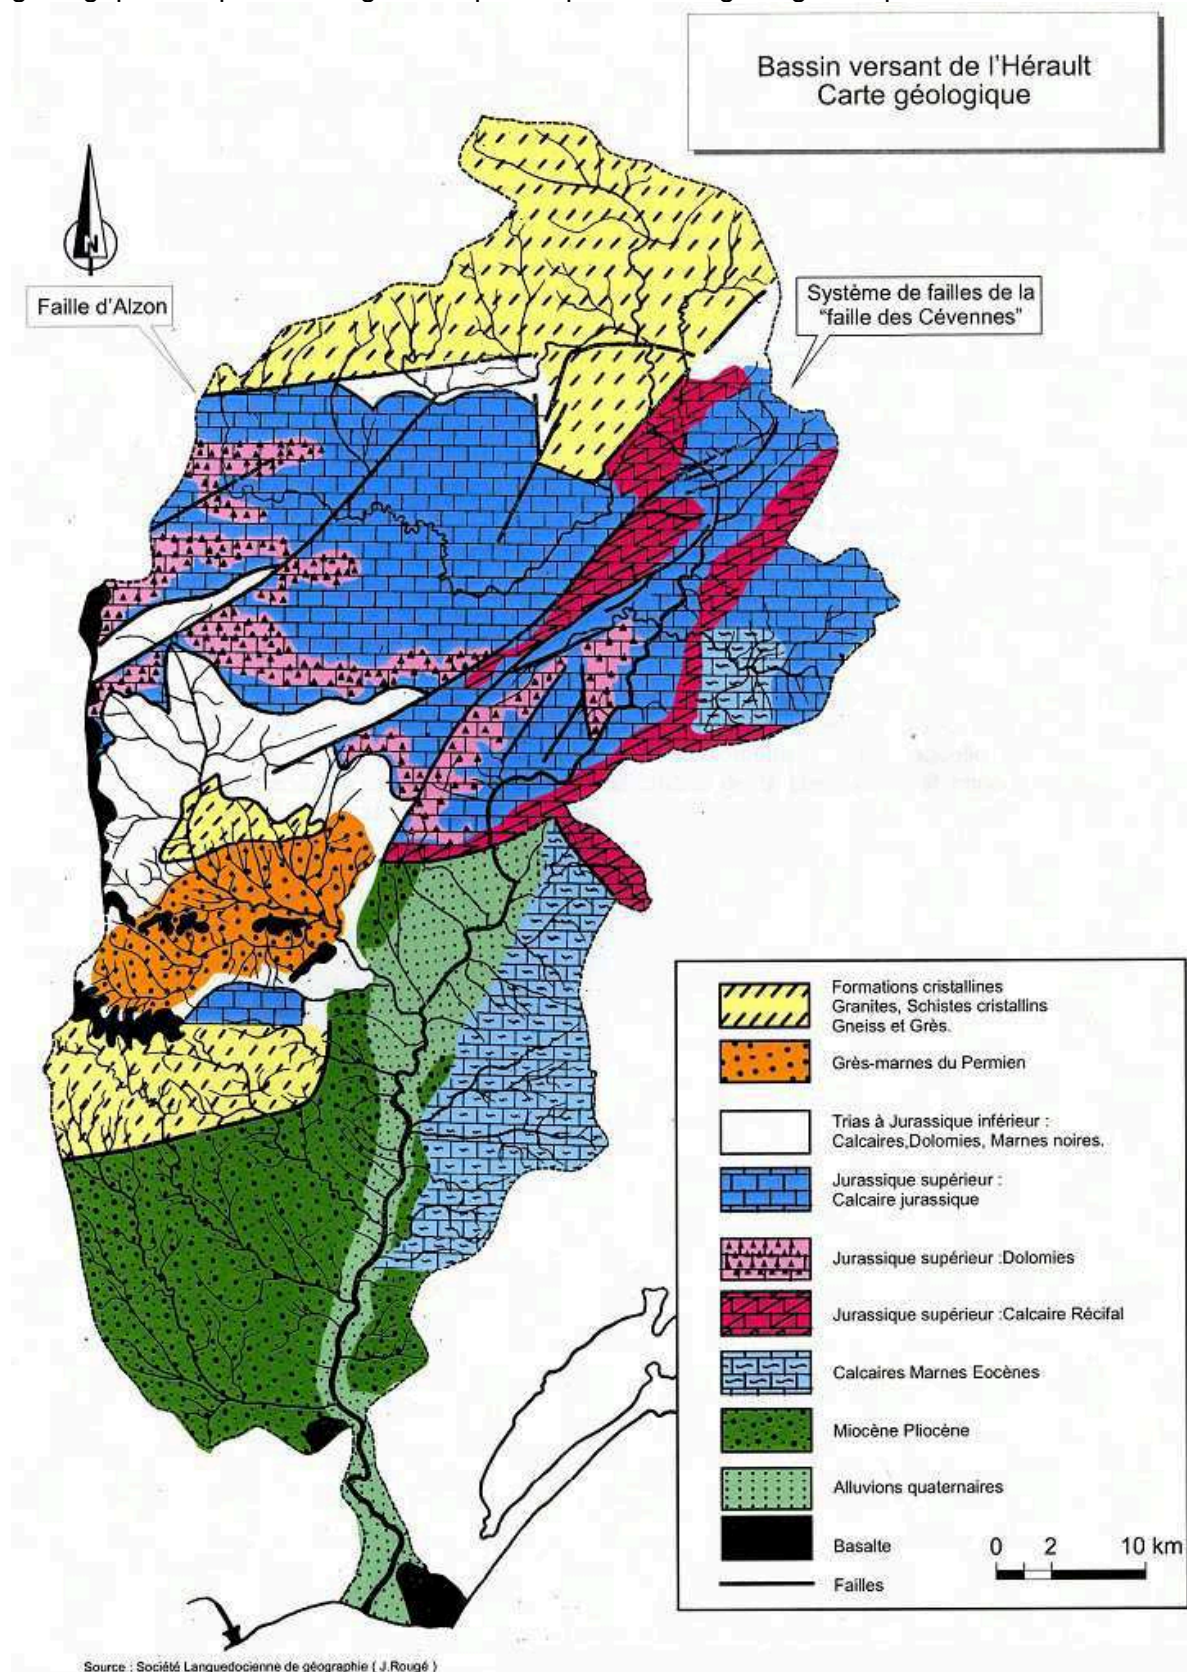 Bassin versant de l'Hérault
Carte géologique
N
Faille d'Alzon
Système de failles de la
"faille des Cévennes"
Formations cristallines
Granites, Schistes cristallins
Gneiss et Grès.
Grès-marnes du Permien
Trias à Jurassique inférieur :
Calcaires,Dolomies, Marnes noires.
Jurassique supérieur :
Calcaire jurassique
Jurassique supérieur :Dolomies
Jurassique supérieur :Calcaire Récifal
Calcaires Marnes Eocènes
Miocène Pliocène
Alluvions quaternaires
Basalte
0 2 10 km
Failles
Source : Société Languedocienne de géographie ( J.Rougé )